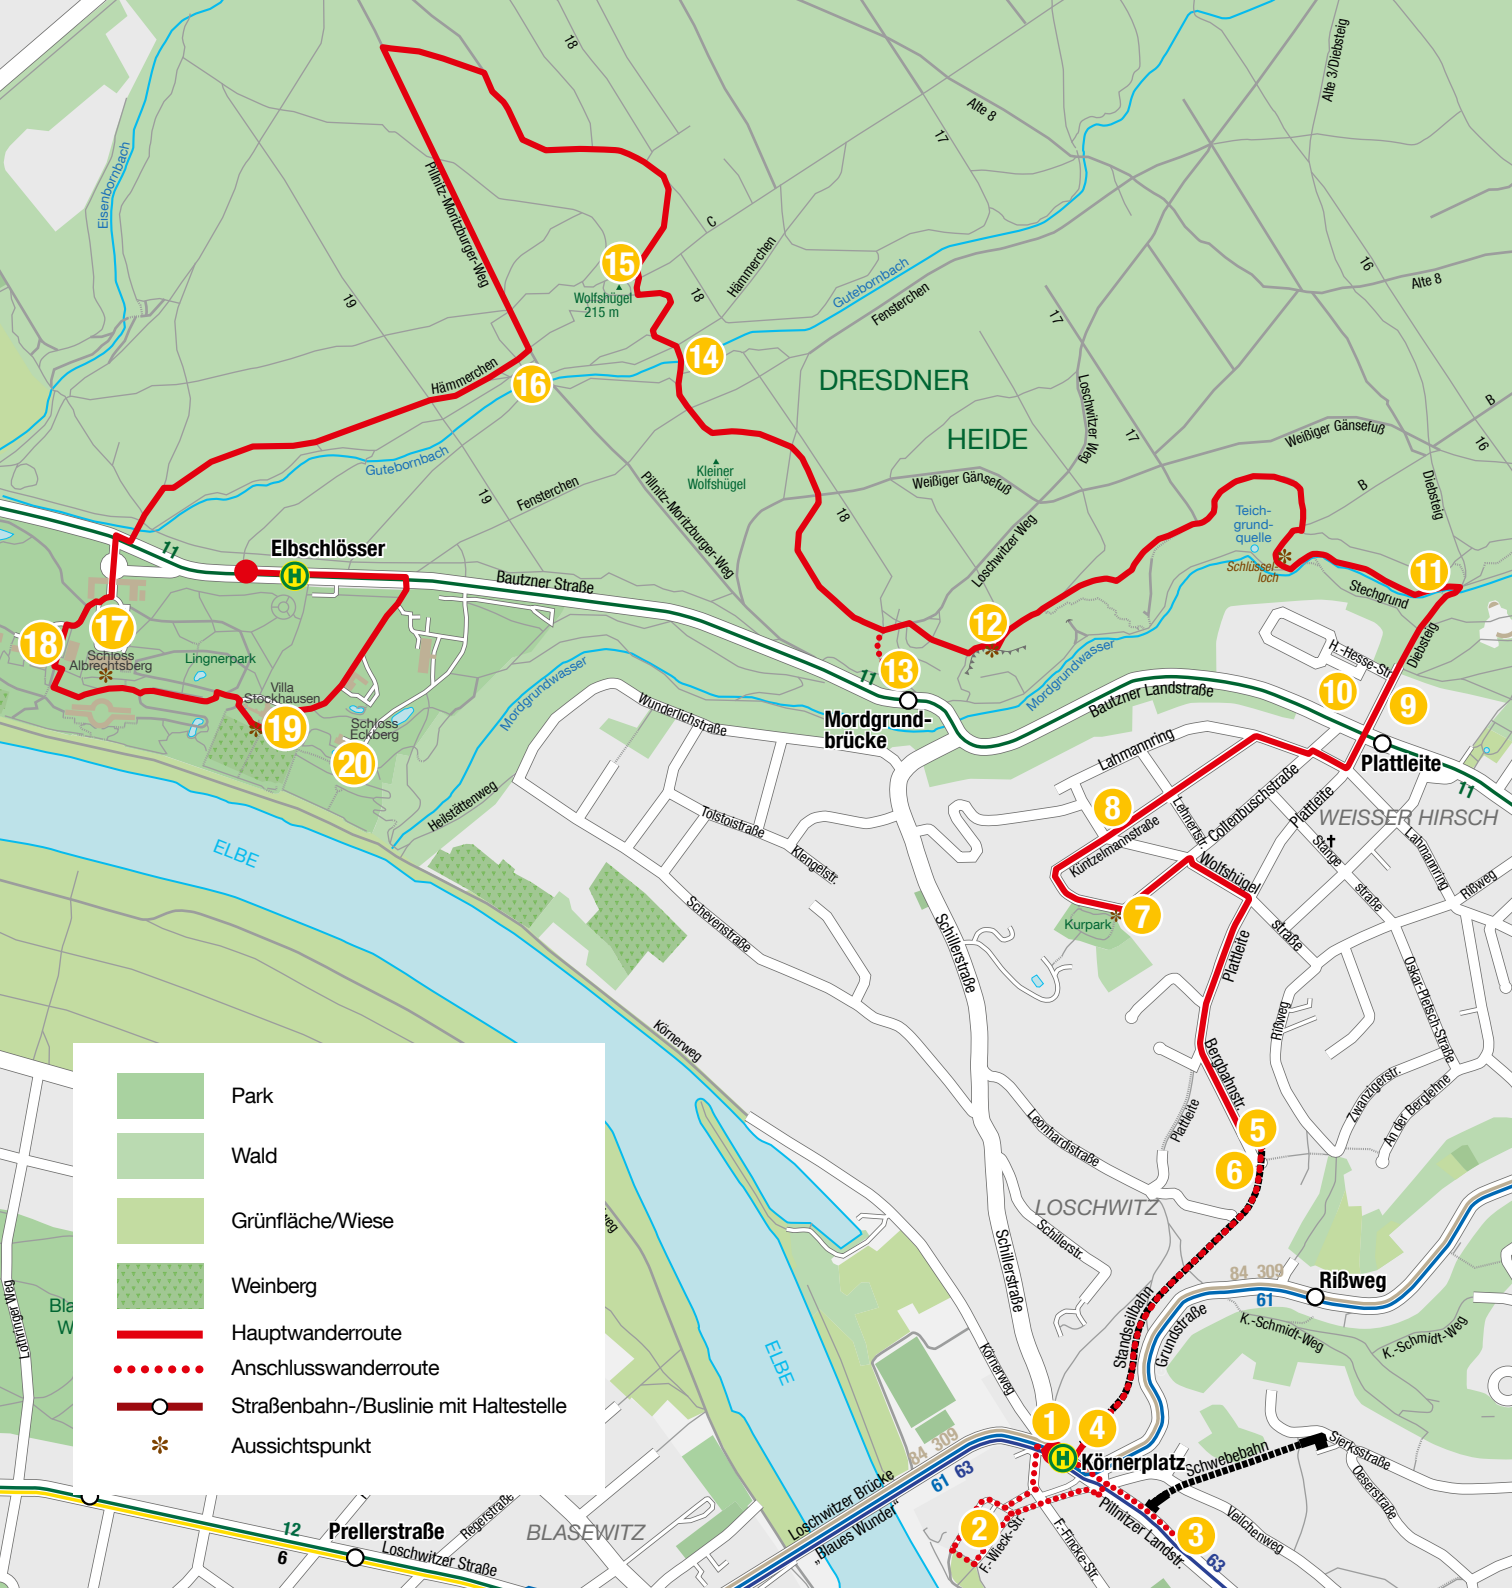 18
Alte 3/Diebsteig
Alte 8
17
Eisenbornbach
Pillnitz-Moritzburger-Weg
C
Hämmerchen
15
Wolfshügel
215 m
18
Gutebornbach
Fensterchen
16
Alte 8
19
17
14
Hämmerchen
16
DRESDNER
HEIDE
Loschwitzer Weg
17
Weißiger Gänsefuß
B
16
Gutebornbach
Kleiner
Wolfshügel
Weißiger Gänsefuß
B
Diebsteig
19
Fensterchen
Pillnitz-Moritzburger-Weg
18
Loschwitzer Weg
Teich-
grund-
quelle
Schlüssel-
loch
11
Stechgrund
11
Elbschlösser
H
Bautzner Straße
12
Mordgrundwasser
H.-Hesse-Str.
Diebsteig
17
18
Schloss
Albrechtsberg
Lingnerpark
Villa
Stockhausen
19
Schloss
Eckberg
20
Mordgrundwasser
11
13
Mordgrund-
brücke
Bautzner Landstraße
10
9
Plattleite
11
Wunderlichstraße
Lahmannring
Heilstättenweg
Tolstoistraße
Klengelstr.
8
Küntzelmannstraße
Lehnertstr.
Collenbuschstraße
Plattleite
WEISSER HIRSCH
Stange
straße
Lahmannring
Rißweg
ELBE
Wolfshügel
straße
7
Kurpark
Schevenstraße
Schillerstraße
Plattleite
Oskar-Pletsch-Straße
Rißweg
Körnerweg
Bergbahnstr.
Zwanzigerstr.
An der Berglehne
Leonhardistraße
Plattleite
5
6
LOSCHWITZ
Schillerstr.
Schillerstraße
84 309
61
Rißweg
Standseilbahn
Grundstraße
K.-Schmidt-Weg
K.-Schmidt-Weg
ELBE
Körnerweg
1
4
H
Körnerplatz
Schwebebahn
Sierksstraße
Oeserstraße
84 309
61 63
Loschwitzer Brücke
"Blaues Wunder"
2
F.-Wieck-Str.
F.-Fincke-Str.
Pillnitzer Landstr.
3
63
Veilchenweg
Park
Wald
Grünfläche/Wiese
Weinberg
Hauptwanderroute
Anschlusswanderroute
Straßenbahn-/Buslinie mit Haltestelle
Aussichtspunkt
Lothringer Weg
Bla
W
eg
12
6
Prellerstraße
Loschwitzer Straße
Regerstraße
BLASEWITZ